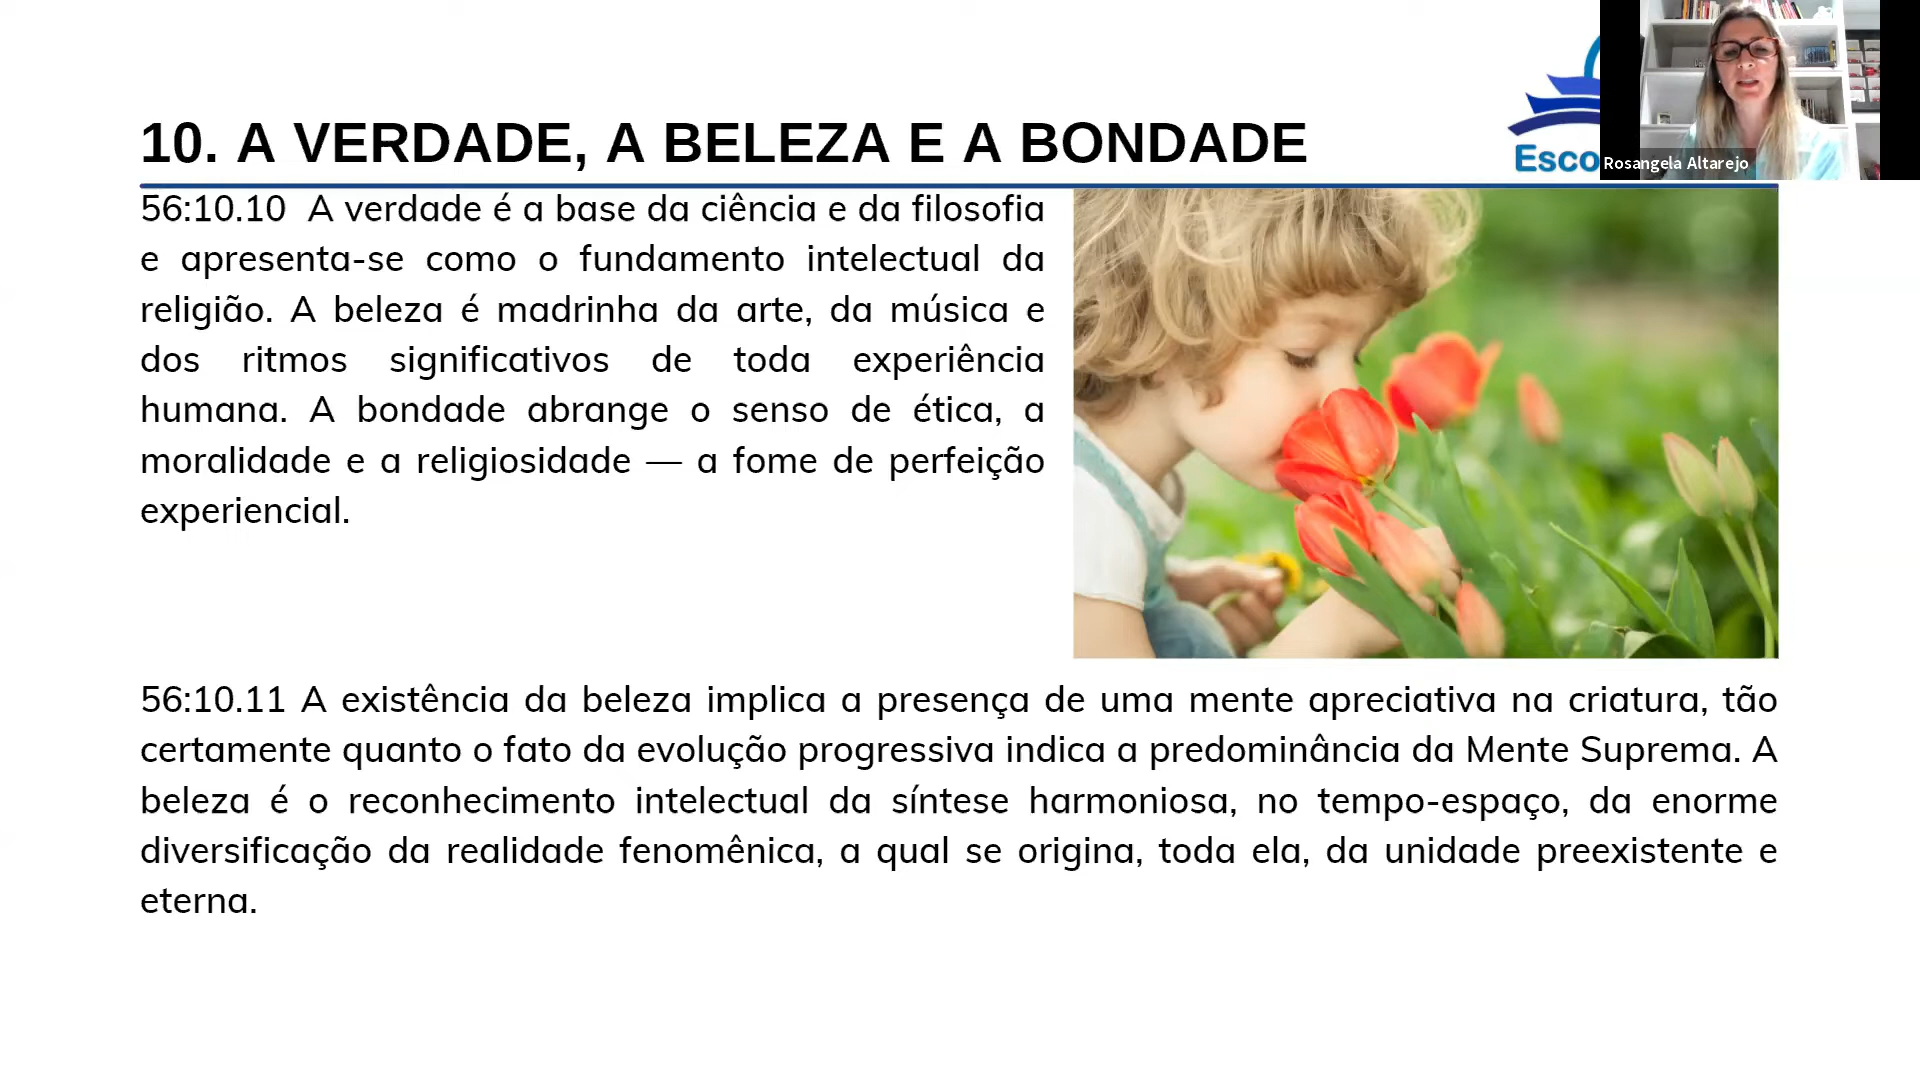 10. A VERDADE, A BELEZA E A BONDADE
Esco
Rosangela Altarejo
56:10.10 A verdade é a base da ciência e da filosofia
e apresenta-se como o fundamento intelectual da
religião. A beleza é madrinha da arte, da música e
dos ritmos significativos de toda experiência
humana. A bondade abrange o senso de ética, a
moralidade e a religiosidade — a fome de perfeição
experiencial.
56:10.11 A existência da beleza implica a presença de uma mente apreciativa na criatura, tão
certamente quanto o fato da evolução progressiva indica a predominância da Mente Suprema. A
beleza é o reconhecimento intelectual da síntese harmoniosa, no tempo-espaço, da enorme
diversificação da realidade fenomênica, a qual se origina, toda ela, da unidade preexistente e
eterna.